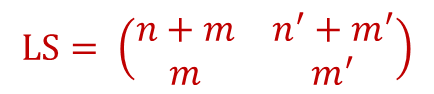 LS = (n + m   n′ + m′)
(m   m′)